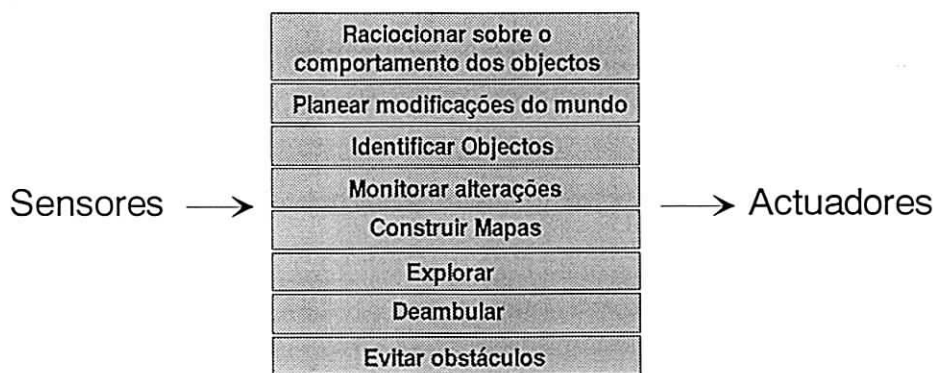 Raciocionar sobre o
comportamento dos objectos
Planear modificações do mundo
Identificar Objectos
Monitorar alterações
Sensores
Actuadores
Construir Mapas
Explorar
Deambular
Evitar obstáculos